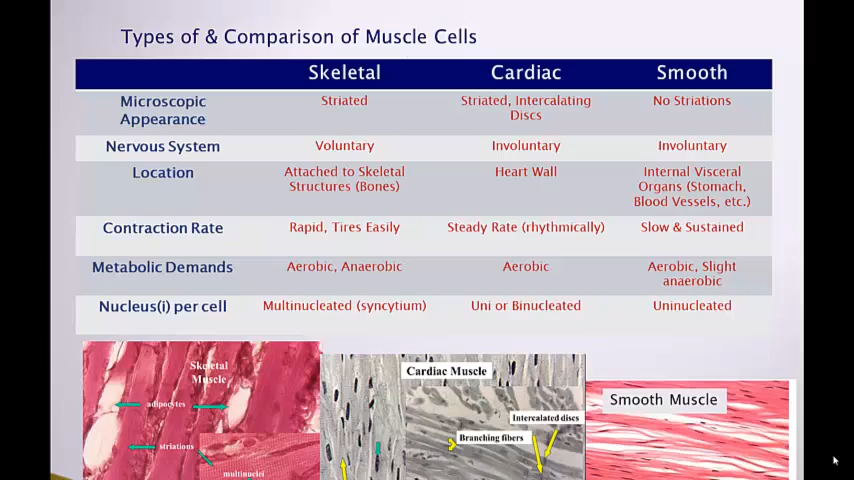 Types of & Comparison of Muscle Cells
Skeletal Cardiac Smooth
Microscopic Appearance Striated Striated, Intercalating Discs No Striations
Nervous System Voluntary Involuntary Involuntary
Location Attached to Skeletal Structures (Bones) Heart Wall Internal Visceral Organs (Stomach, Blood Vessels, etc.)
Contraction Rate Rapid, Tires Easily Steady Rate (rhythmically) Slow & Sustained
Metabolic Demands Aerobic, Anaerobic Aerobic Aerobic, Slight anaerobic
Nucleus(i) per cell Multinucleated (syncytium) Uni or Binucleated Uninucleated
Skeletal
Muscle
adipocytes
striations
multinuclei
Cardiac Muscle
Intercalated discs
Branching fibers
Smooth Muscle